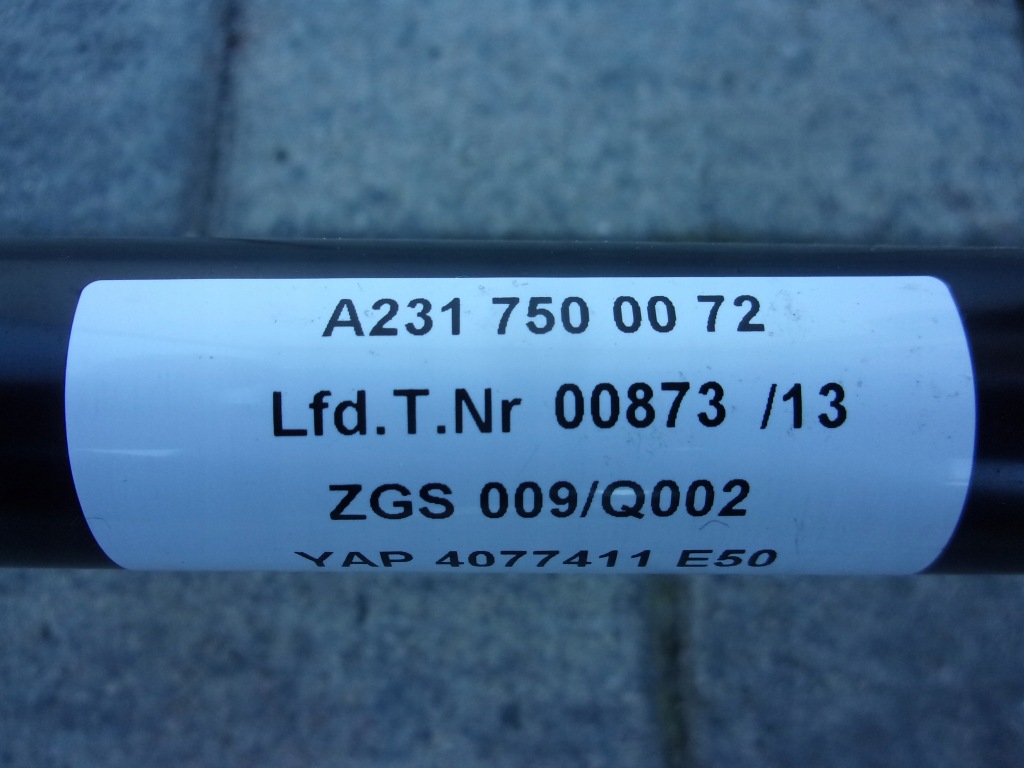 A231 750 00 72
Lfd.T.Nr 00873 /13
ZGS 009/Q002
YAP 4077411 E50